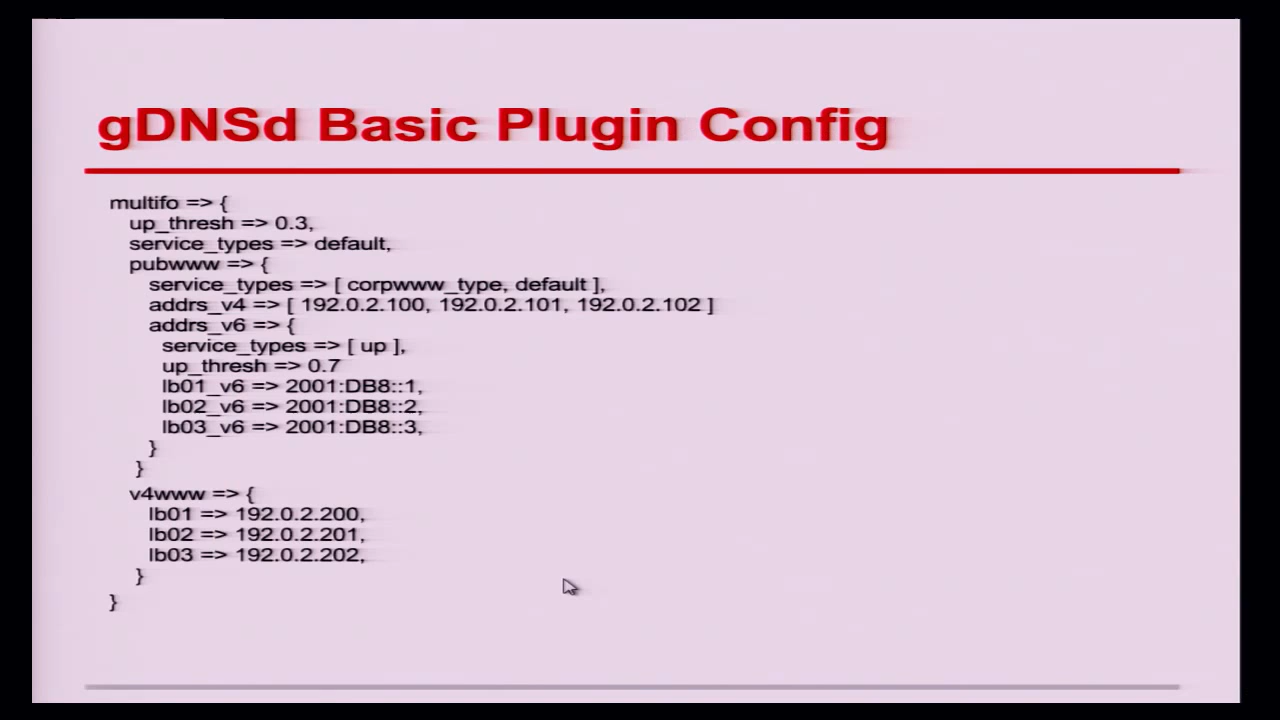 gDNSd Basic Plugin Config
multifo => {
up_thresh => 0.3,
service_types => default,
pubwww => {
service_types => [ corpwww_type, default ],
addrs_v4 => [ 192.0.2.100, 192.0.2.101, 192.0.2.102 ]
addrs_v6 => {
service_types => [ up ],
up_thresh => 0.7
lb01_v6 => 2001:DB8::1,
lb02_v6 => 2001:DB8::2,
lb03_v6 => 2001:DB8::3,
}
}
v4www => {
lb01 => 192.0.2.200,
lb02 => 192.0.2.201,
lb03 => 192.0.2.202,
}
}